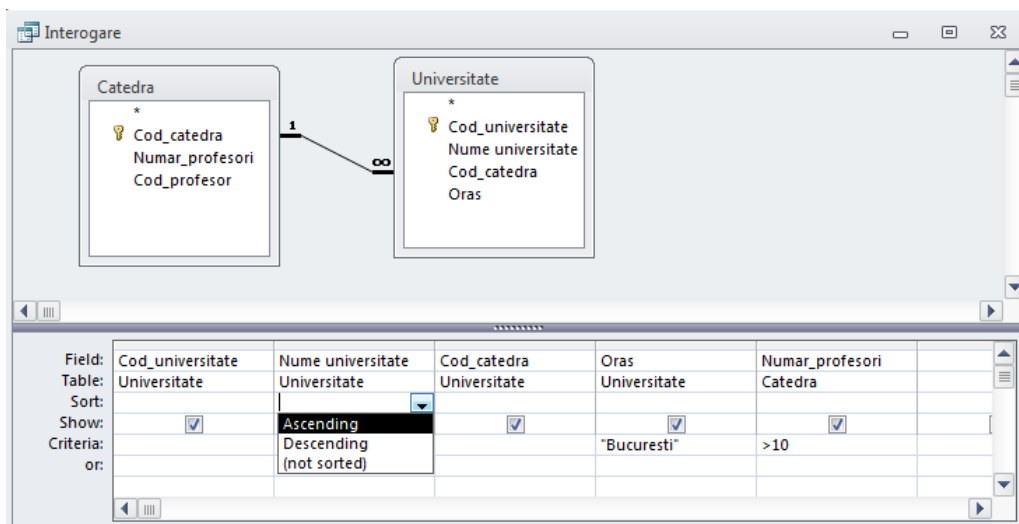 Interogare
Catedra
*
Cod_catedra
Numar_profesori
Cod_profesor
1
∞
Universitate
*
Cod_universitate
Nume universitate
Cod_catedra
Oras
Field: Cod_universitate Nume universitate Cod_catedra Oras Numar_profesori
Table: Universitate Universitate Universitate Universitate Catedra
Sort:
Show: Ascending
Criteria: Descending "Bucuresti" >10
or: (not sorted)